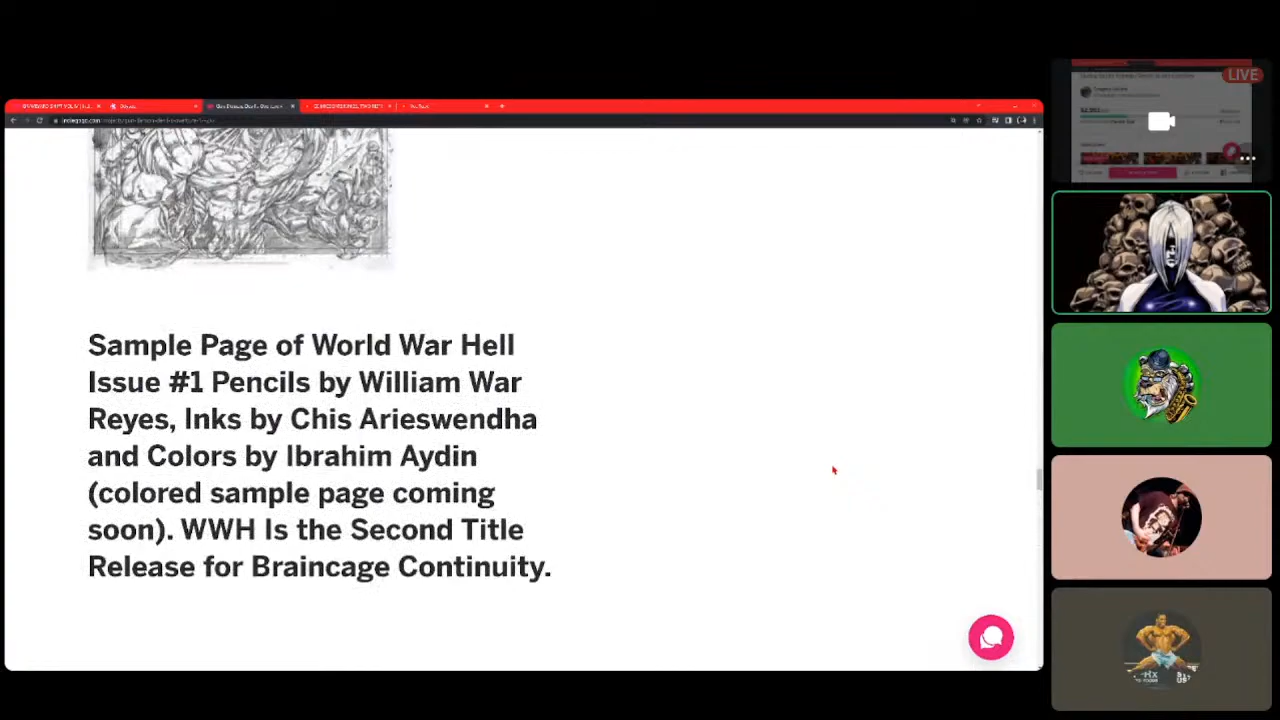 LIVE
Sample Page of World War Hell
Issue #1 Pencils by William War
Reyes, Inks by Chis Arieswendha
and Colors by Ibrahim Aydin
(colored sample page coming
soon). WWH Is the Second Title
Release for Braincage Continuity.